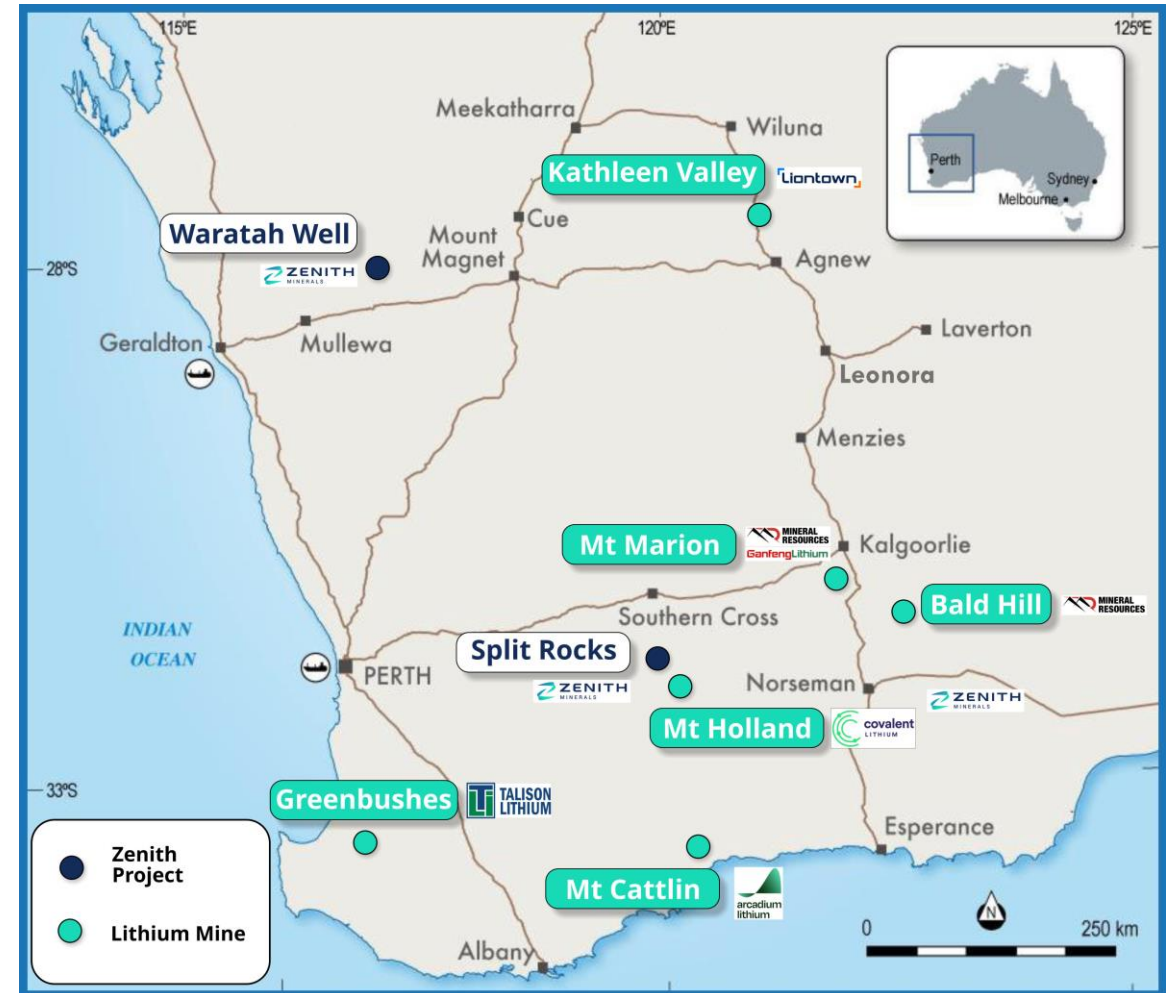 115ºE
120ºE
125ºE
Meekatharra
Wiluna
Kathleen Valley
Liontown
Perth
Sydney
Melbourne
Cue
Waratah Well
Mount
Magnet
Agnew
28ºS
ZENITH
MINERALS
Geraldton
Mullewa
Laverton
Leonora
Menzies
Mt Marion
MINERAL
RESOURCES
GanfengLithium
Kalgoorlie
Southern Cross
Bald Hill
MINERAL
RESOURCES
INDIAN
OCEAN
Split Rocks
PERTH
ZENITH
MINERALS
Norseman
ZENITH
MINERALS
Mt Holland
covalent
LITHIUM
33ºS
Greenbushes
TALISON
LITHIUM
Esperance
Mt Cattlin
arcadium
lithium
Albany
Zenith
Project
Lithium Mine
N
0
250 km